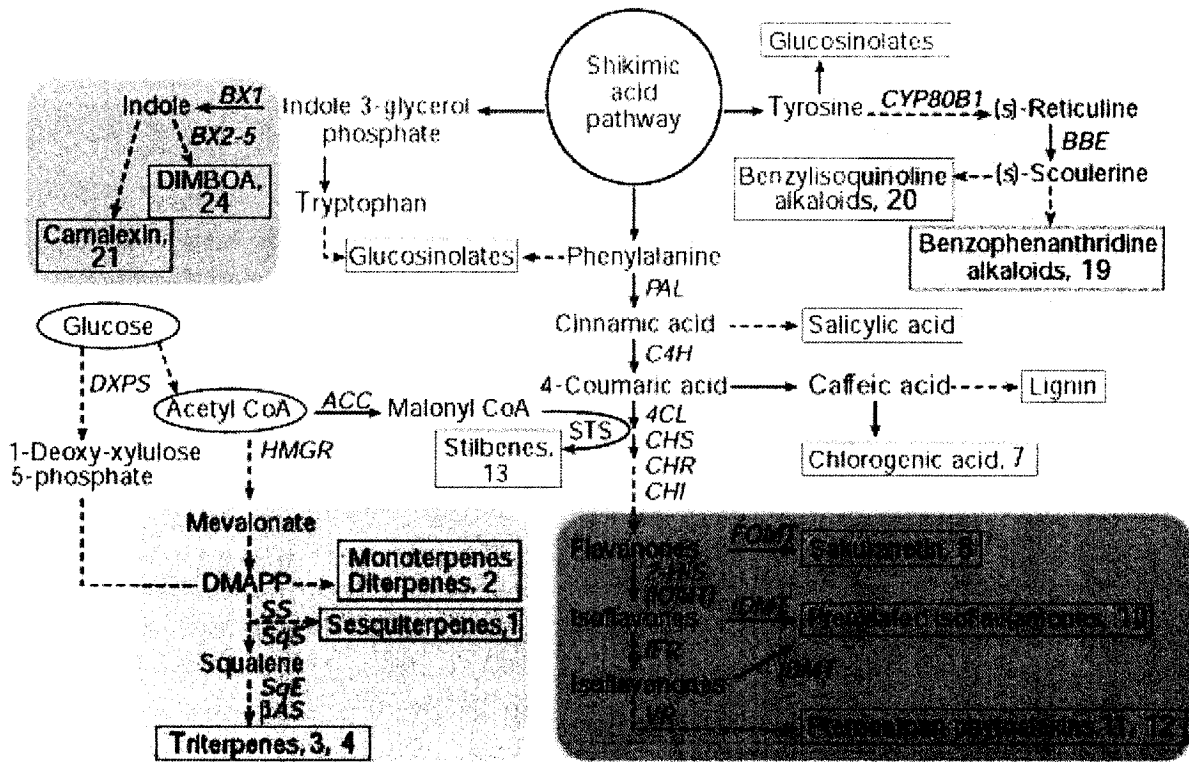 Glucosinolates
Shikimic
acid
pathway
Indole
BX1
Indole 3-glycerol
phosphate
BX2-5
Tyrosine
CYP80B1
(s)-Reticuline
BBE
DIMBOA,
24
Benzylisoquinoline
alkaloids, 20
(s)-Scoulerine
Tryptophan
Camalexin,
21
Glucosinolates
Phenylalanine
Benzophenanthridine
alkaloids, 19
PAL
Glucose
Cinnamic acid
Salicylic acid
C4H
DXPS
4-Coumaric acid
Caffeic acid
Lignin
Acetyl CoA
ACC
Malonyl CoA
4CL
STS
CHS
HMGR
Stilbenes,
13
CHR
Chlorogenic acid, 7
1-Deoxy-xylulose
5-phosphate
CHI
Mevalonate
Flavanones
Monoterpenes
Diterpenes, 2
DMAPP
SS
Sesquiterpenes,1
SqS
Isoflavones
IFR
Squalene
Isoflavanones
SqE
βAS
Triterpenes, 3, 4